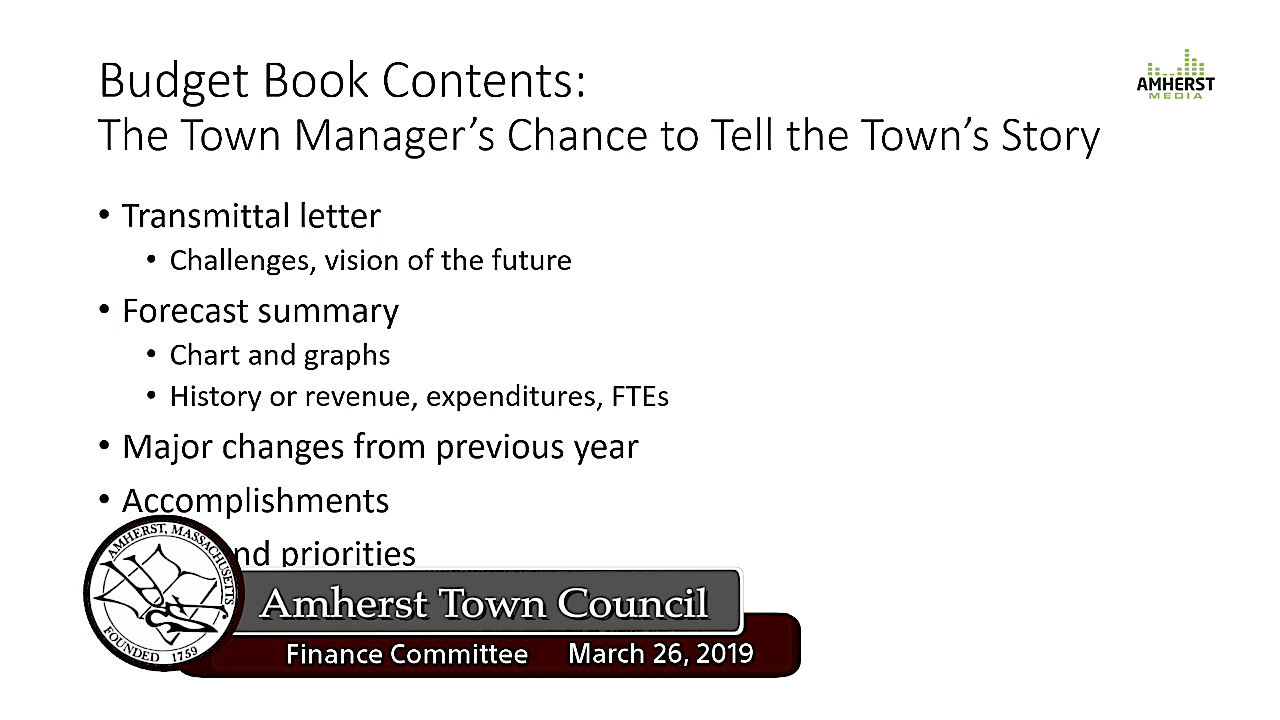 Budget Book Contents:
The Town Manager's Chance to Tell the Town's Story
AMHERST
MEDIA
• Transmittal letter
• Challenges, vision of the future
• Forecast summary
• Chart and graphs
• History or revenue, expenditures, FTEs
• Major changes from previous year
• Accomplishments
priorities
AMHERST, MASSACHUSETTS
FOUNDED 1759
Amherst Town Council
Finance Committee March 26, 2019